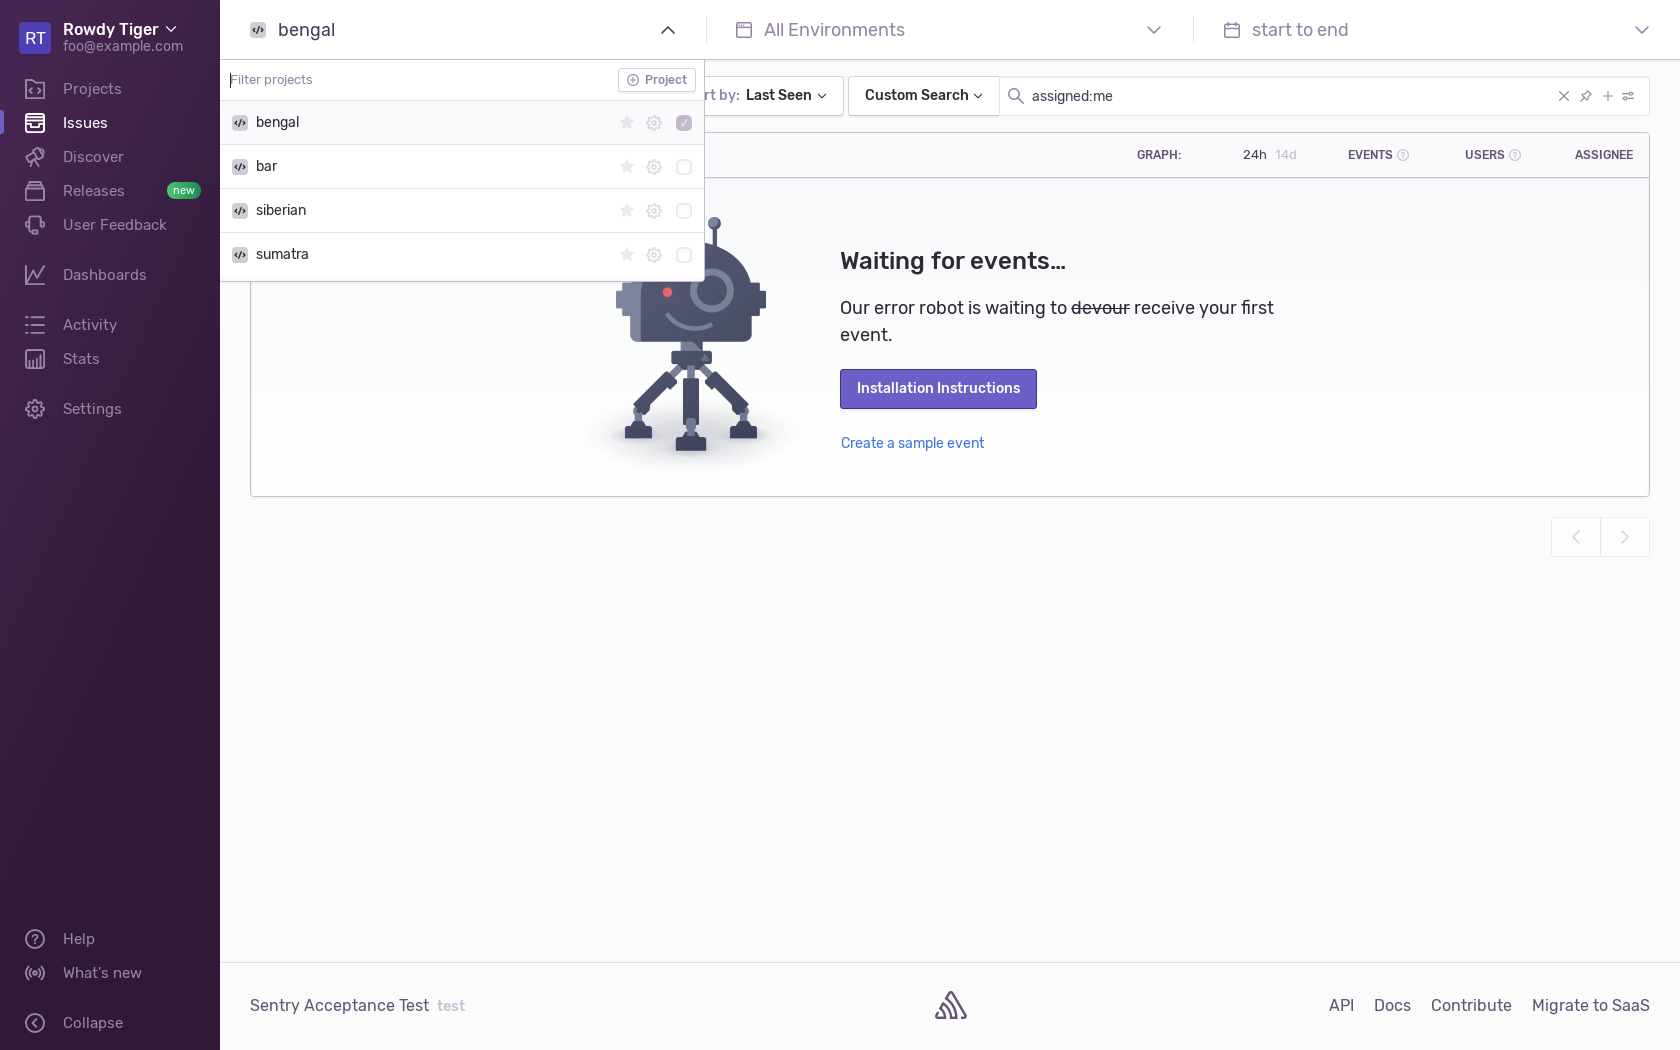 RT
Rowdy Tiger
foo@example.com
Projects
Issues
Discover
Releases new
User Feedback
Dashboards
Activity
Stats
Settings
Help
What's new
Collapse
bengal
All Environments
start to end
Filter projects
Project
bengal
bar
siberian
sumatra
rt by: Last Seen
Custom Search
assigned:me
GRAPH: 24h 14d EVENTS USERS ASSIGNEE
Waiting for events…
Our error robot is waiting to devour receive your first
event.
Installation Instructions
Create a sample event
Sentry Acceptance Test test
API Docs Contribute Migrate to SaaS